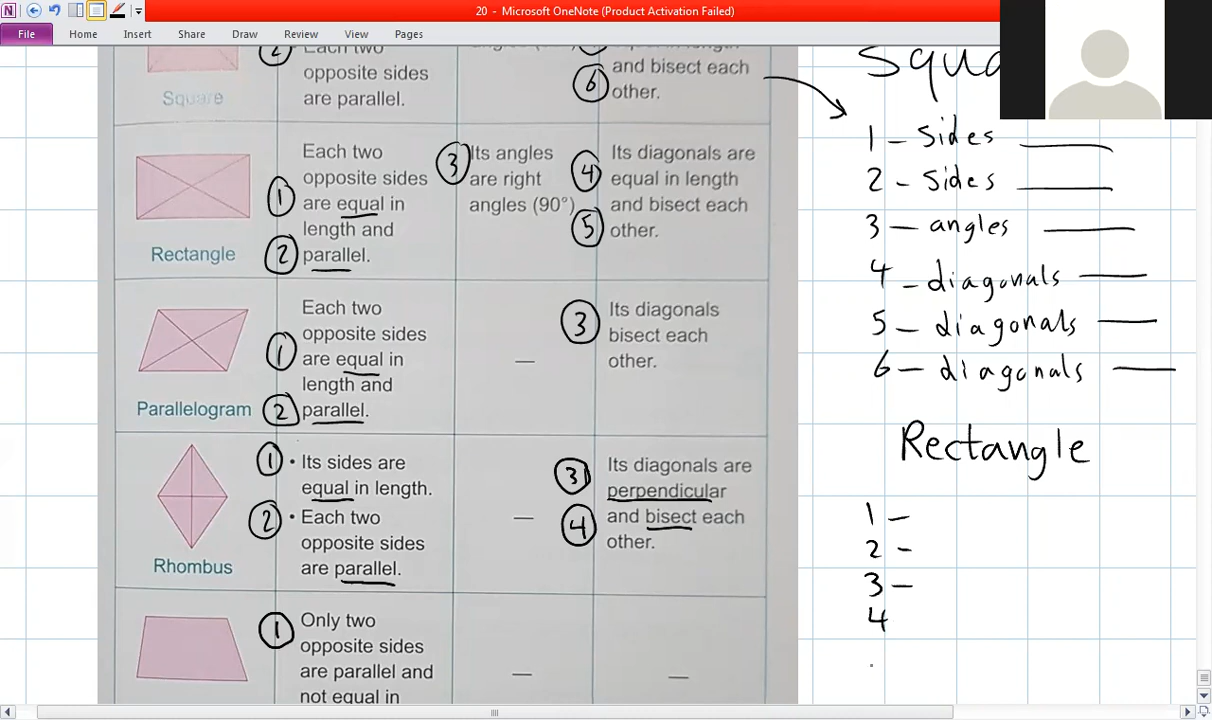 20 - Microsoft OneNote (Product Activation Failed)
File Home Insert Share Draw Review View Pages
2
opposite sides
are parallel.
Square
6
and bisect each
other.
Each two
opposite sides
are equal in
length and
parallel.
1
2
Its angles
are right
angles (90°)
3
Its diagonals are
equal in length
and bisect each
other.
4
5
Rectangle
Each two
opposite sides
are equal in
length and
parallel.
1
2
–
Its diagonals
bisect each
other.
3
Parallelogram
1 • Its sides are
equal in length.
2 • Each two
opposite sides
are parallel.
–
Its diagonals are
perpendicular
and bisect each
other.
3
4
Rhombus
1
Only two
opposite sides
are parallel and
not equal in
–
–
1 - Sides
2 - Sides
3 - angles
4 - diagonals
5 - diagonals
6 - diagonals
Rectangle
1 -
2 -
3 -
4